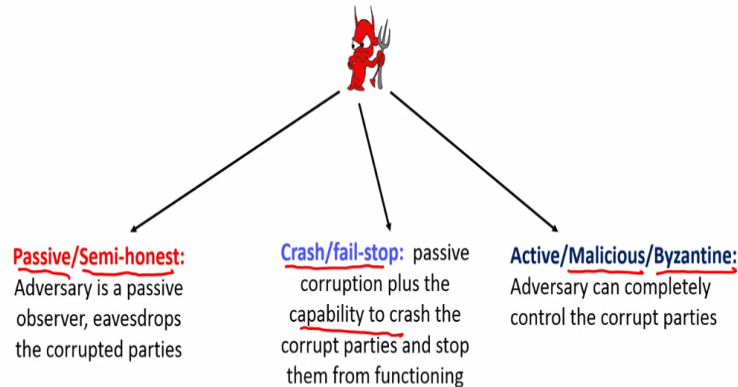 Passive/Semi-honest:
Adversary is a passive
observer, eavesdrops
the corrupted parties
Crash/fail-stop: passive
corruption plus the
capability to crash the
corrupt parties and stop
them from functioning
Active/Malicious/Byzantine:
Adversary can completely
control the corrupt parties